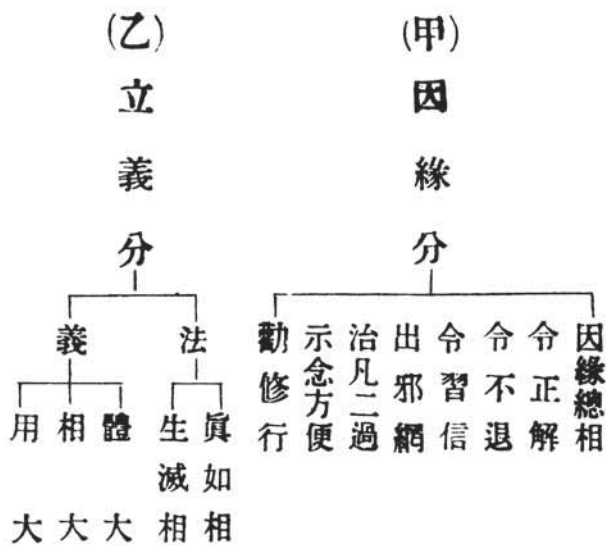 (甲)因緣分
因緣總相
令正解
令不退
令習信
出邪網
治凡二過
示念方便
勸修行
(乙)立義分
法
眞如相
生滅相
義
體大
相大
用大